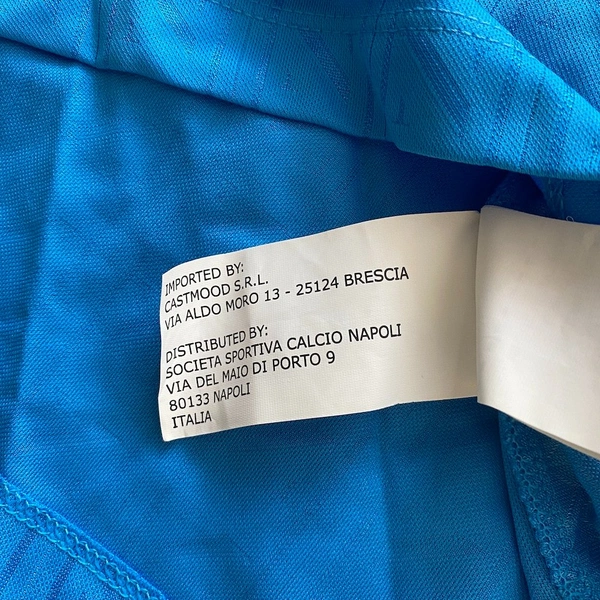 IMPORTED BY:
CASTMOOD S.R.L.
VIA ALDO MORO 13 - 25124 BRESCIA
DISTRIBUTED BY:
SOCIETA SPORTIVA CALCIO NAPOLI
VIA DEL MAIO DI PORTO 9
80133 NAPOLI
ITALIA